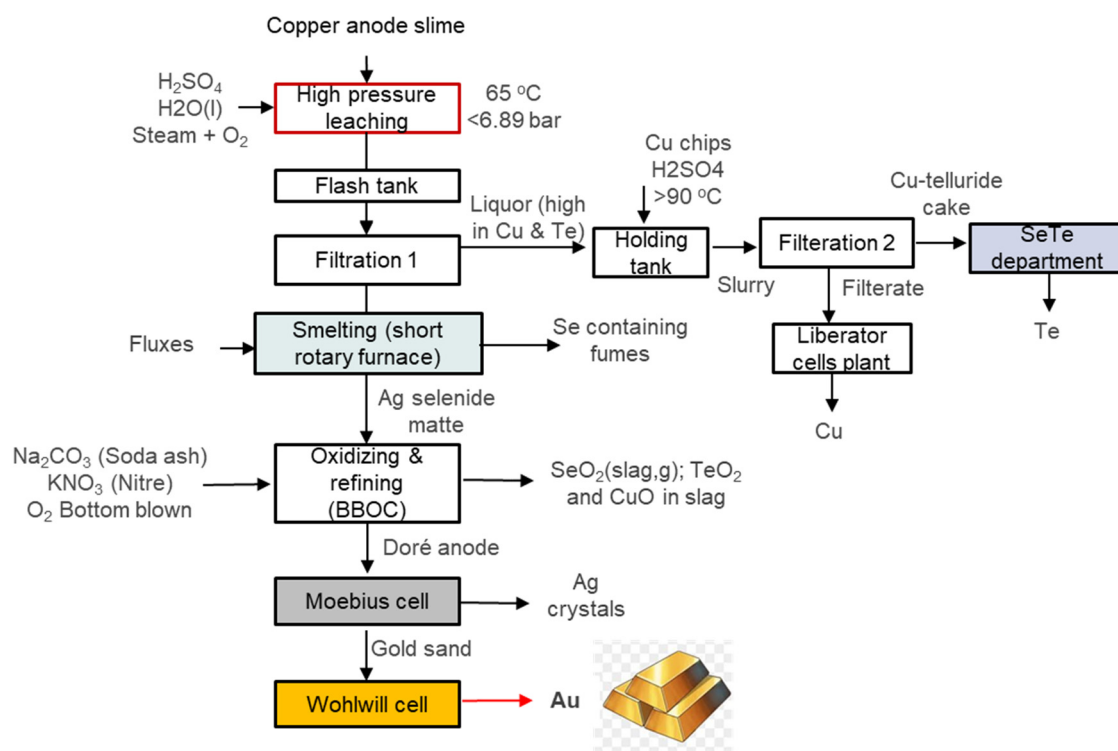 Copper anode slime
H₂SO₄
H2O(l)
Steam + O₂
High pressure
leaching
65 ᵒC
<6.89 bar
Flash tank
Cu chips
H2SO4
>90 ᵒC
Liquor (high
in Cu & Te)
Cu-telluride
cake
Filtration 1
Holding
tank
Slurry
Filteration 2
Filterate
SeTe
department
Te
Fluxes
Smelting (short
rotary furnace)
Se containing
fumes
Liberator
cells plant
Cu
Ag selenide
matte
Na₂CO₃ (Soda ash)
KNO₃ (Nitre)
O₂ Bottom blown
Oxidizing &
refining
(BBOC)
SeO₂(slag,g); TeO₂
and CuO in slag
Doré anode
Moebius cell
Ag
crystals
Gold sand
Wohlwill cell
Au